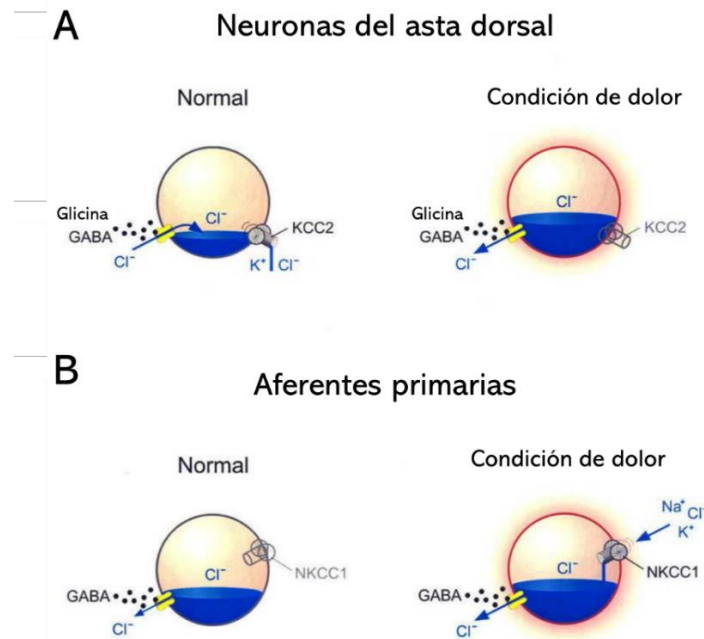 A
Neuronas del asta dorsal
Normal
Condición de dolor
Cl⁻
Glicina
GABA
KCC2
Cl⁻
K⁺ Cl⁻
Cl⁻
Glicina
GABA
KCC2
Cl⁻
B
Aferentes primarias
Normal
Condición de dolor
Cl⁻
NKCC1
GABA
Cl⁻
Na⁺ Cl⁻
K⁺
Cl⁻
NKCC1
GABA
Cl⁻